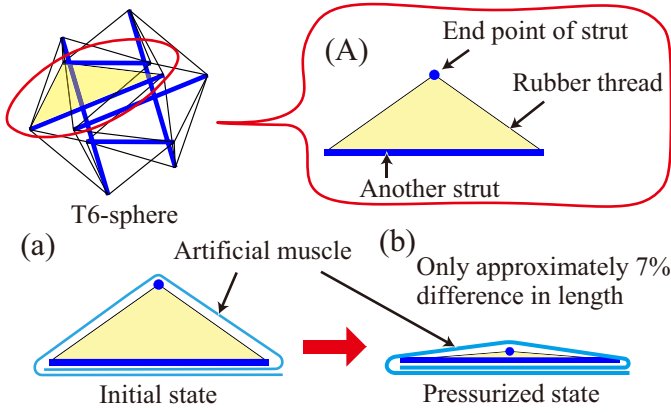 T6-sphere
(A)
End point of strut
Rubber thread
Another strut
(a)
Artificial muscle
Initial state
(b)
Only approximately 7%
difference in length
Pressurized state